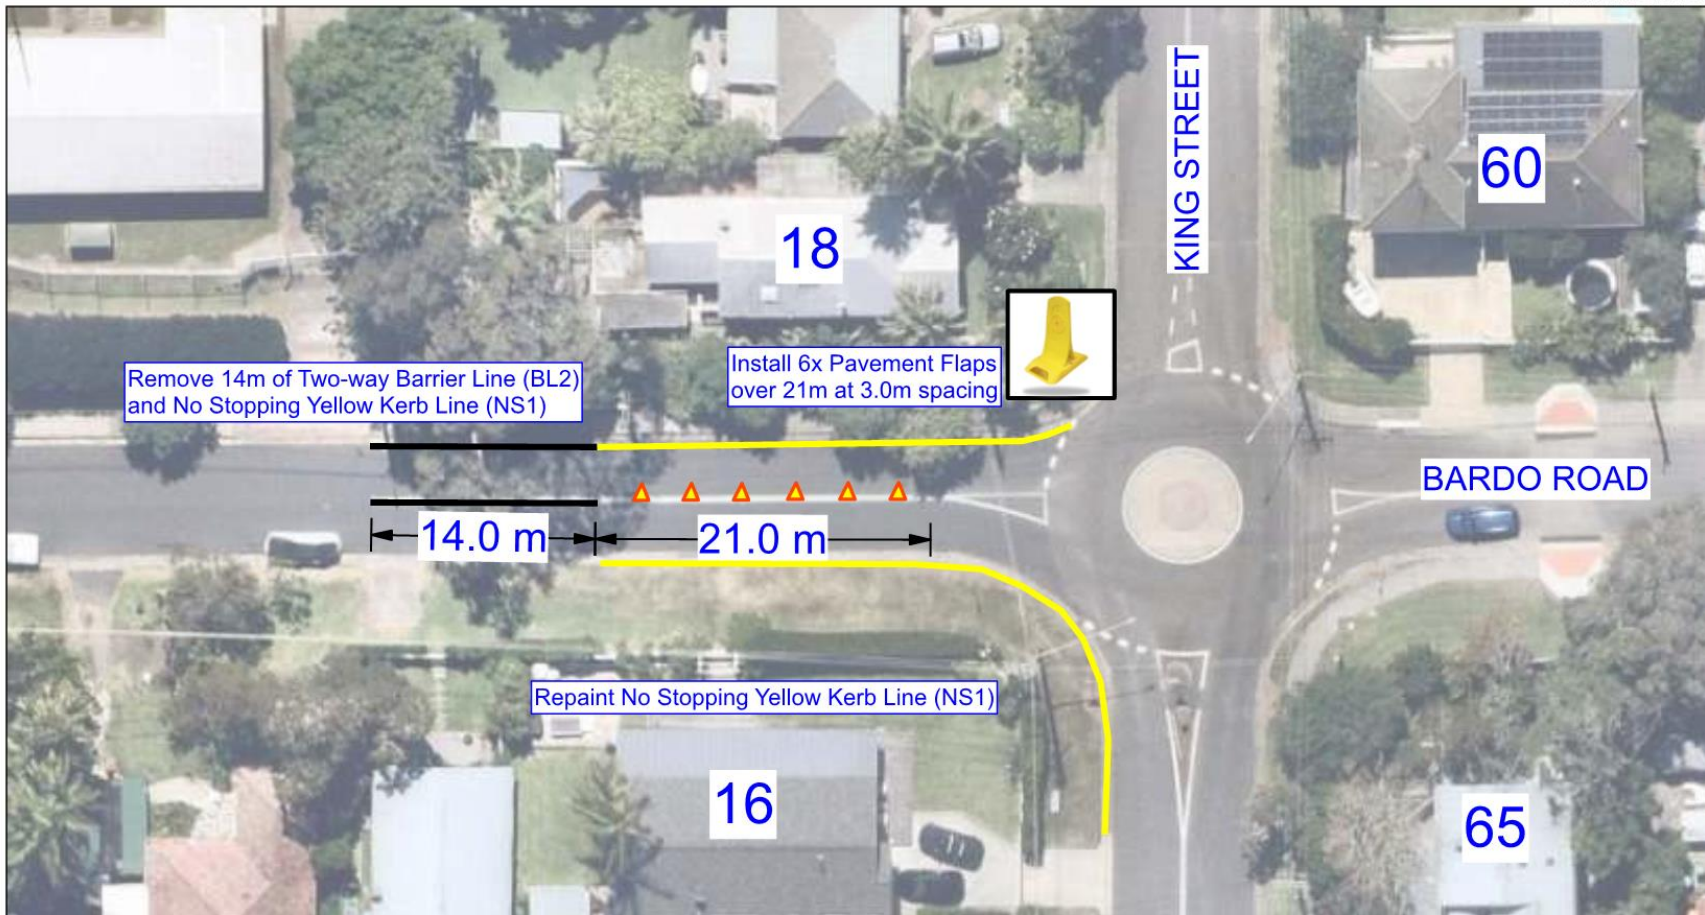 KING STREET
60
18
Install 6x Pavement Flaps
over 21m at 3.0m spacing
Remove 14m of Two-way Barrier Line (BL2)
and No Stopping Yellow Kerb Line (NS1)
BARDO ROAD
14.0 m
21.0 m
Repaint No Stopping Yellow Kerb Line (NS1)
16
65